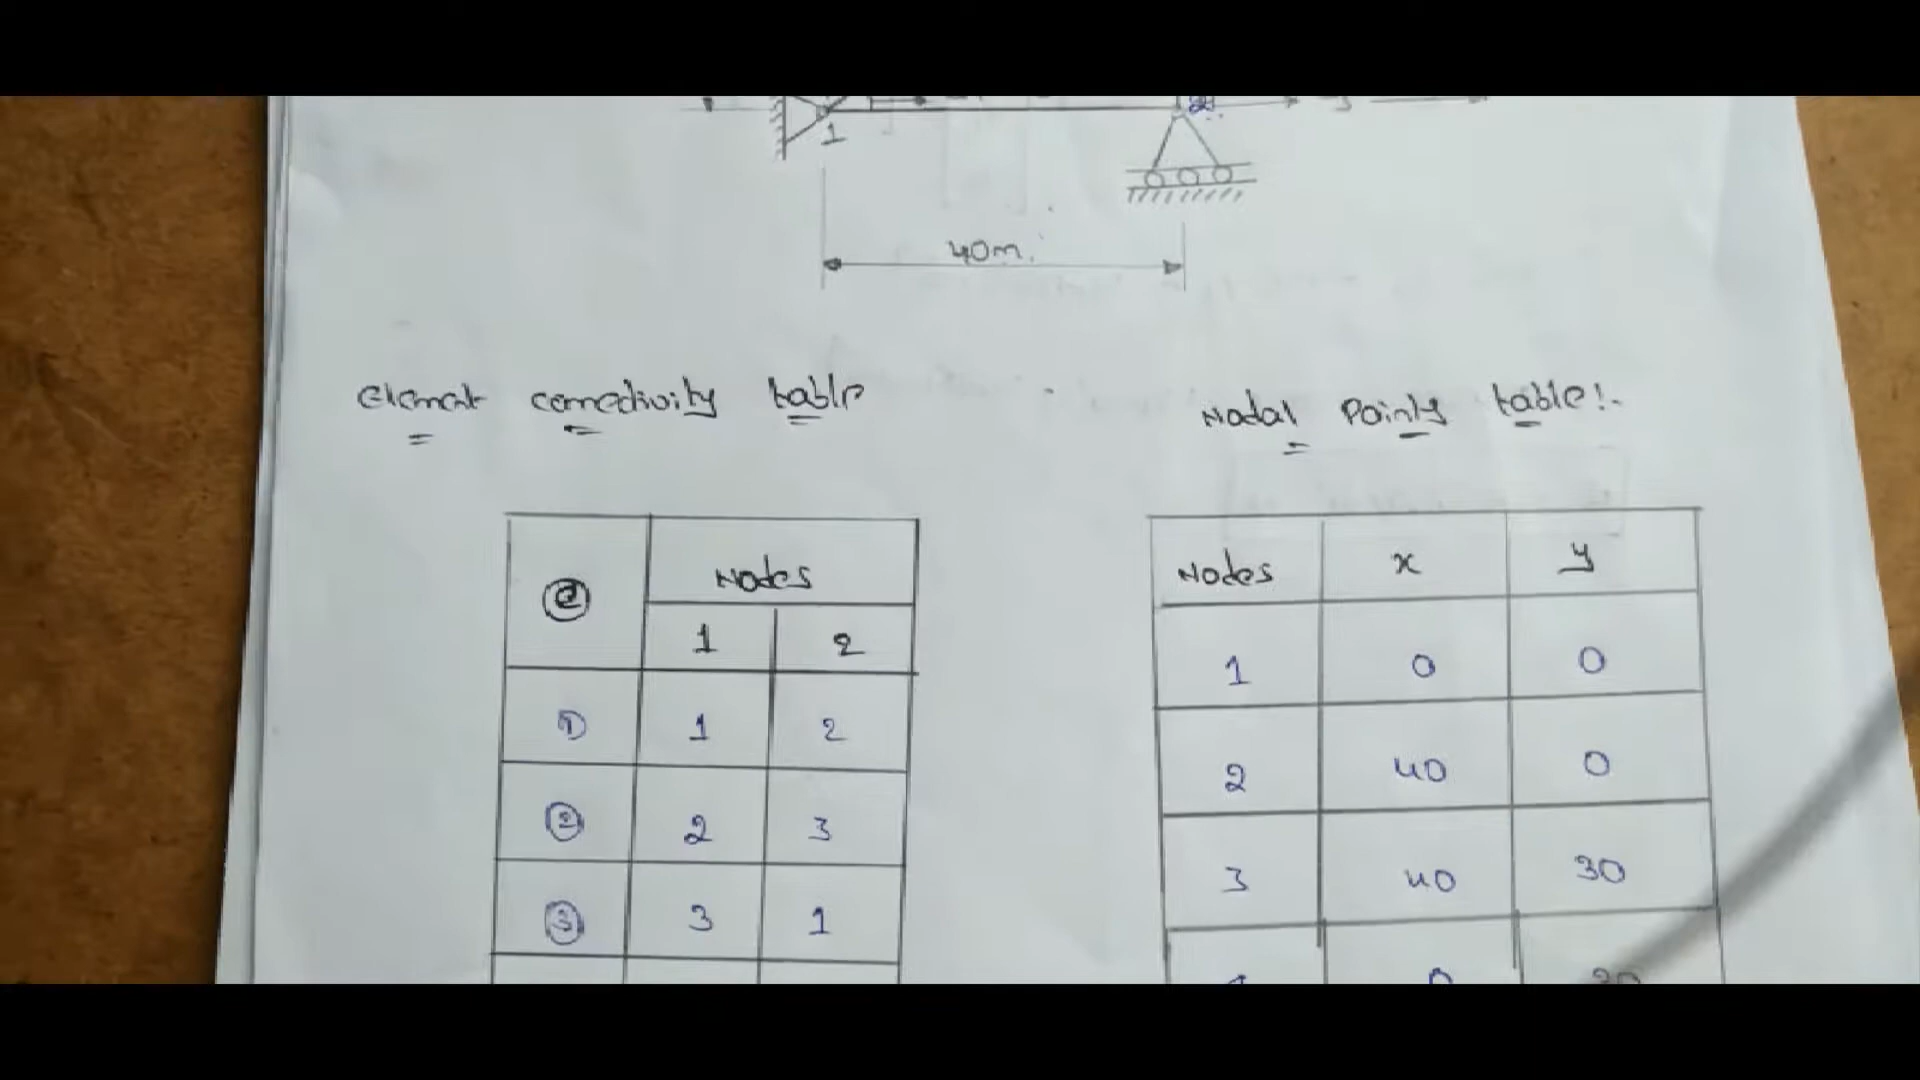 1 2
40m.
Element connectivity table
Nodal Points table:-
e Nodes
1 2
1 1 2
2 2 3
3 3 1
Nodes x y
1 0 0
2 40 0
3 40 30